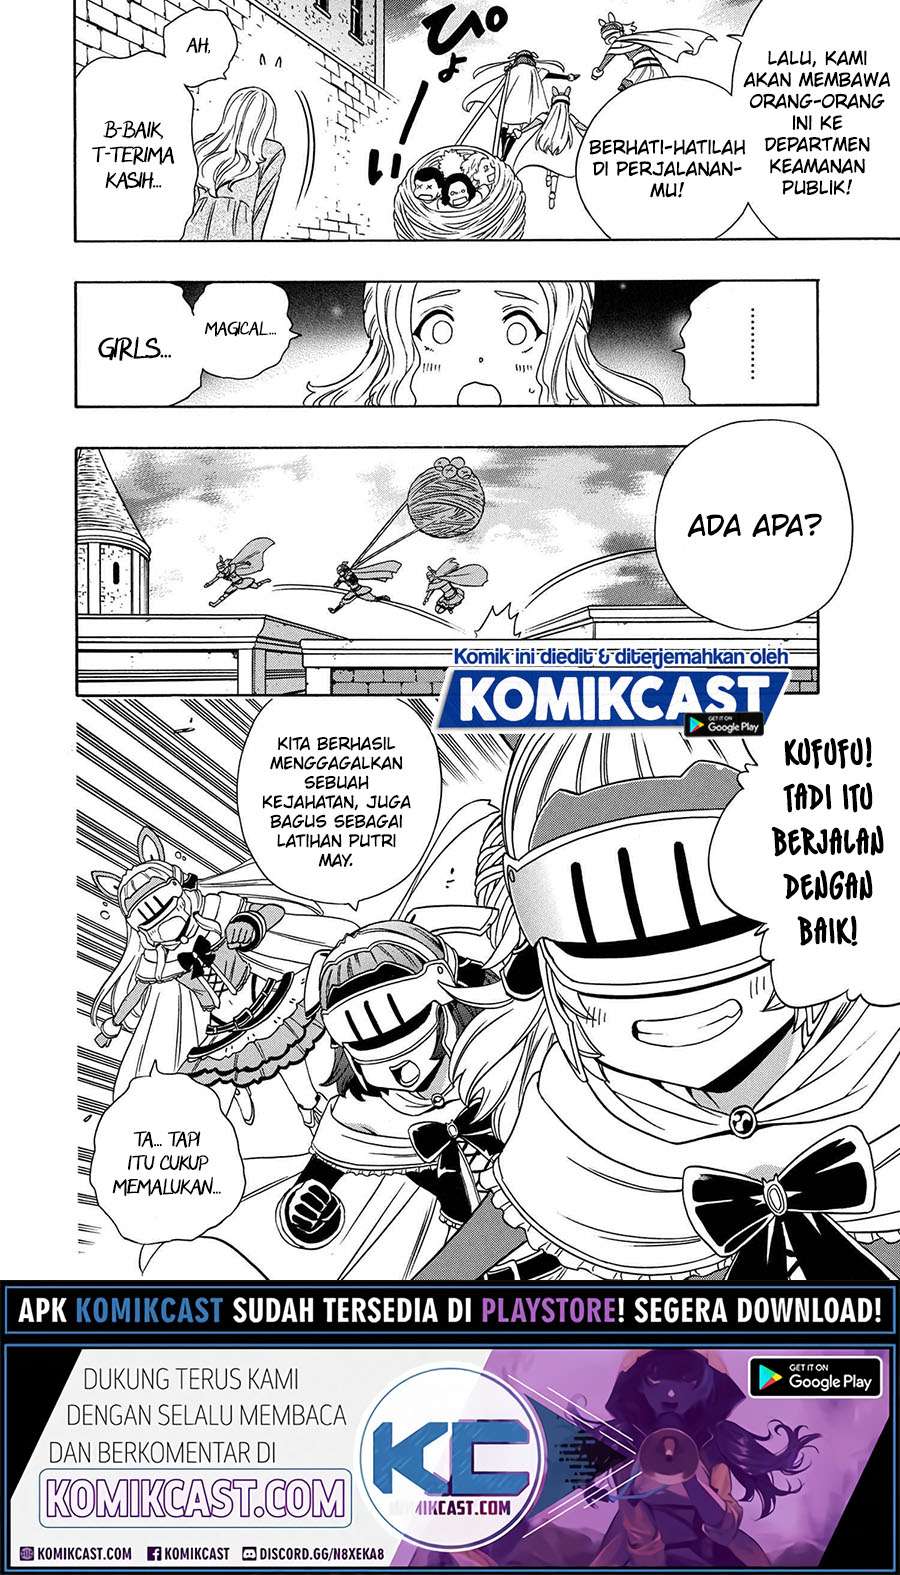 LALU, KAMI
AKAN MEMBAWA
ORANG-ORANG
INI KE
DEPARTMEN
KEAMANAN
PUBLIK!
BERHATI-HATILAH
DI PERJALANAN-
MU!
ぴょーい
AH,
B-BAIK,
T-TERIMA
KASIH...
.........
MAGICAL...
GIRLS...
ADA APA?
Komik ini diedit & diterjemahkan oleh
KOMIKCAST
GET IT ON
Google Play
KUFUFU!
TADI ITU
BERJALAN
DENGAN
BAIK!
KITA BERHASIL
MENGGAGALKAN
SEBUAH
KEJAHATAN, JUGA
BAGUS SEBAGAI
LATIHAN PUTRI
MAY.
TA... TAPI
ITU CUKUP
MEMALUKAN...
APK KOMIKCAST SUDAH TERSEDIA DI PLAYSTORE! SEGERA DOWNLOAD!
DUKUNG TERUS KAMI
DENGAN SELALU MEMBACA
DAN BERKOMENTAR DI
KOMIKCAST.COM
KC
KOMIKCAST.COM
GET IT ON
Google Play
KOMIKCAST.COM
KOMIKCAST
DISCORD.GG/N8XEKA8